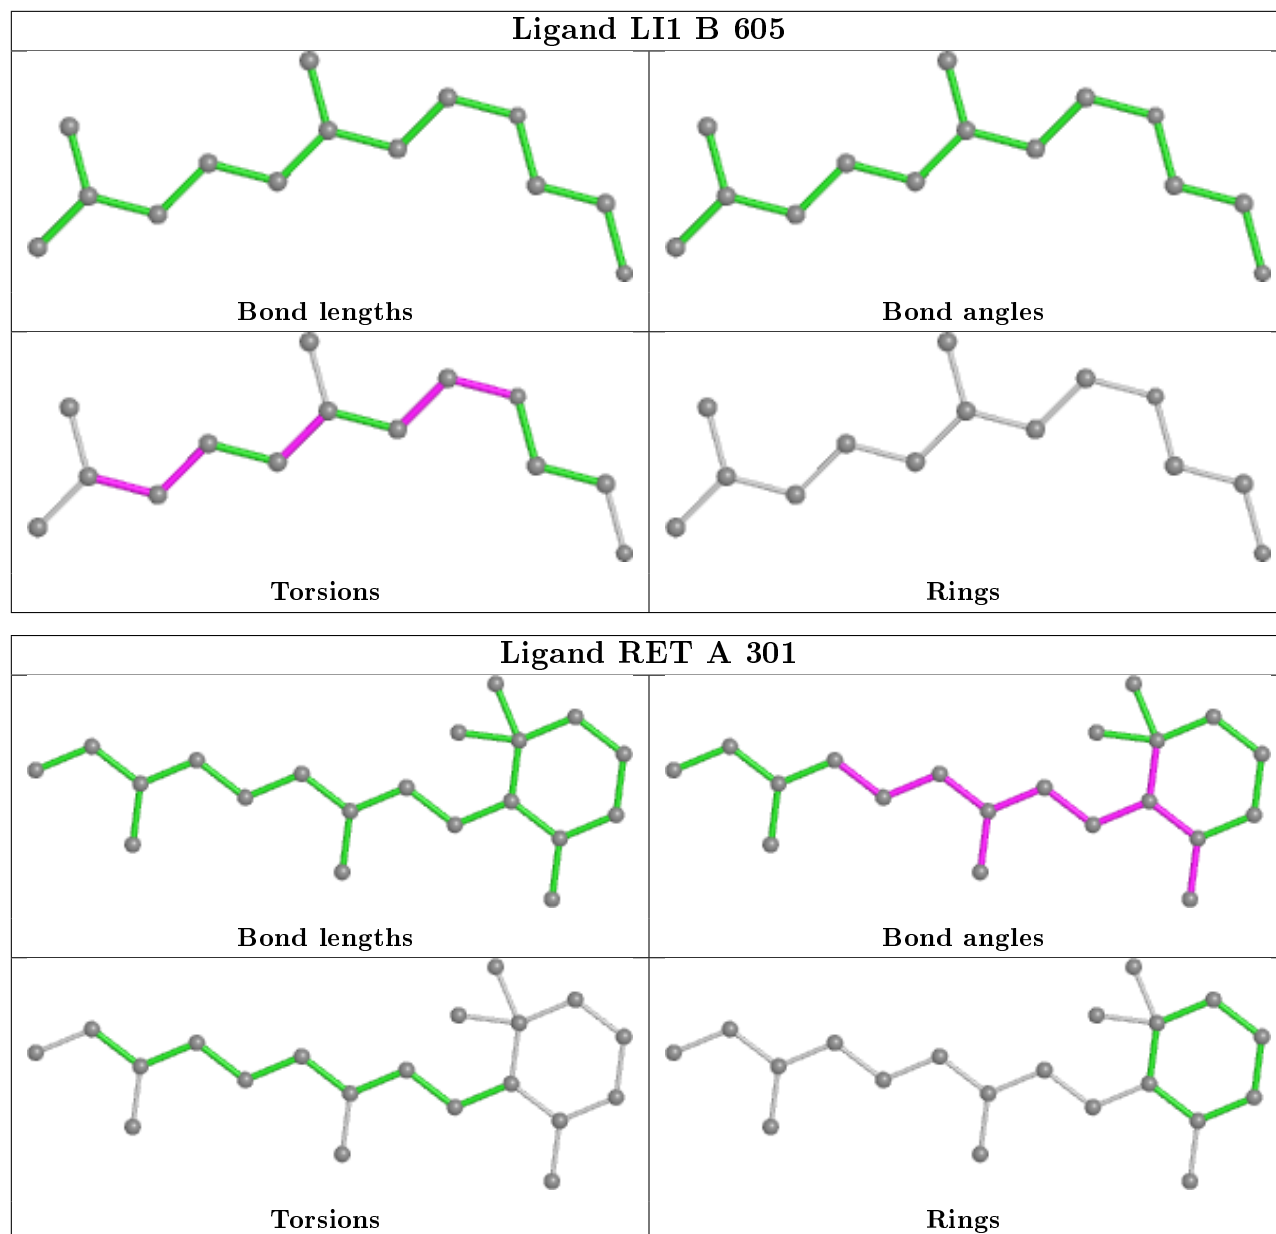 Ligand LI1 B 605
Bond lengths
Bond angles
Torsions
Rings
Ligand RET A 301
Bond lengths
Bond angles
Torsions
Rings